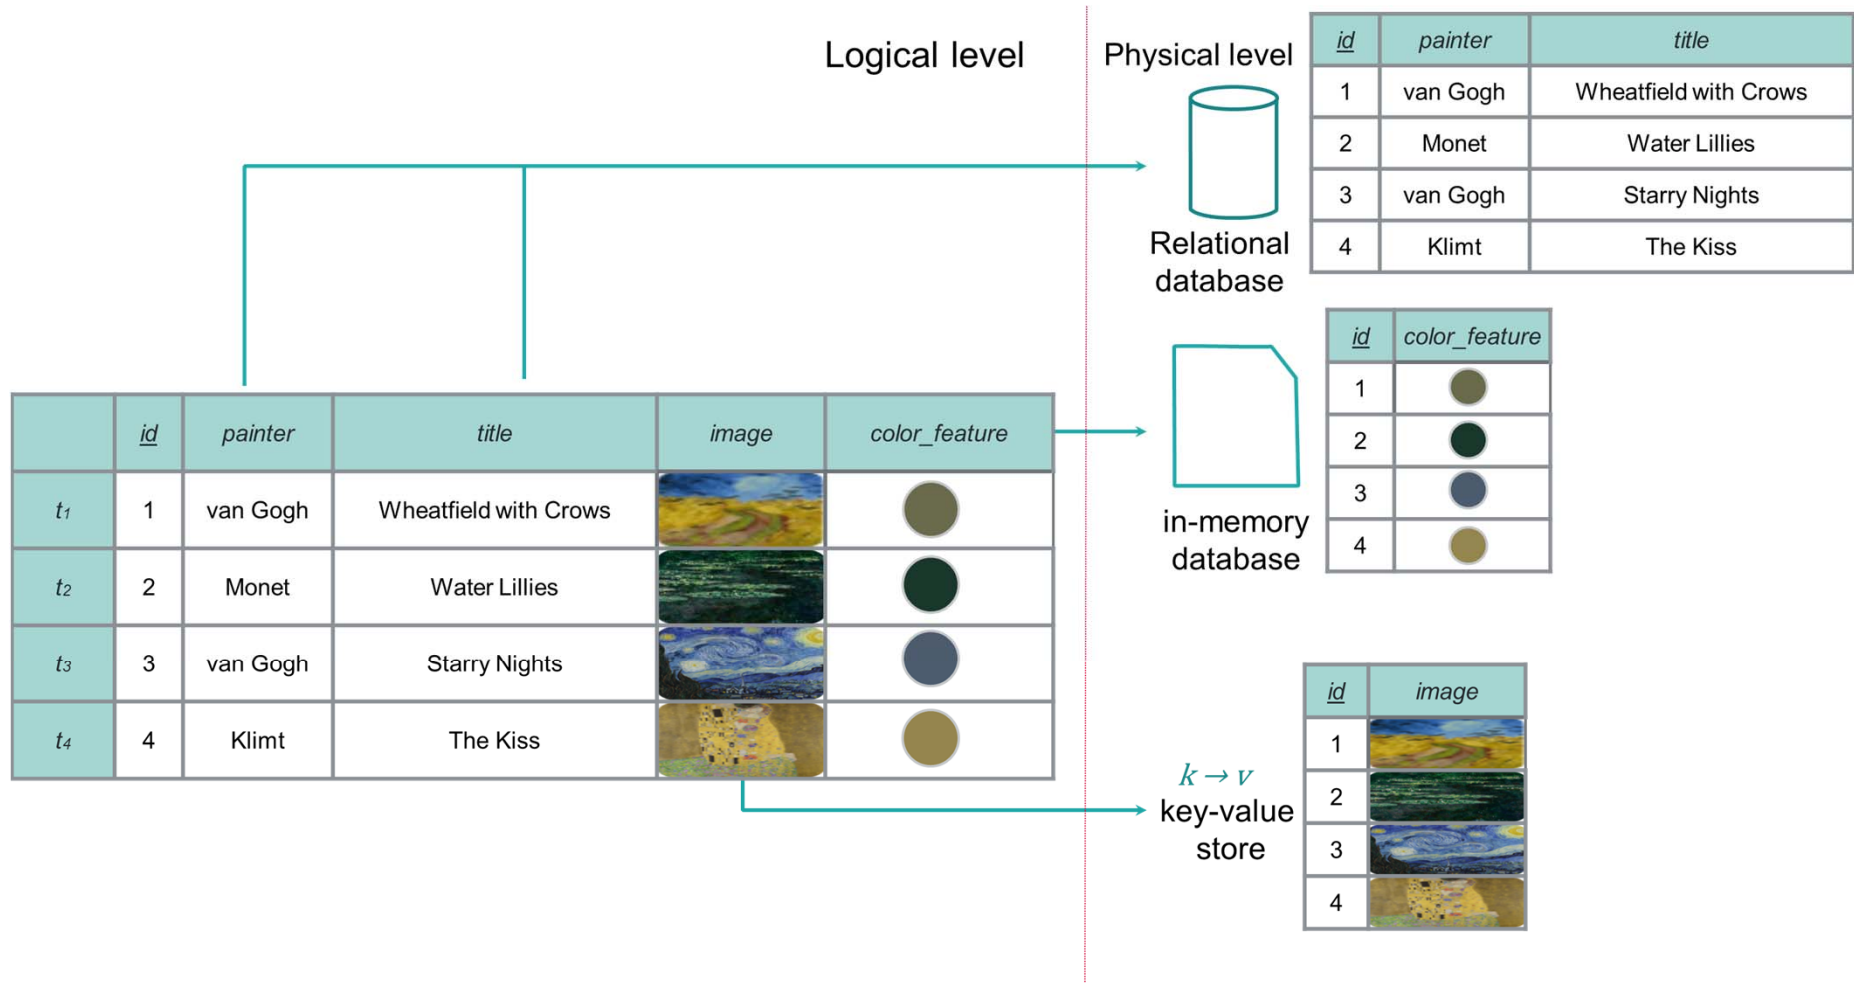 Logical level
Physical level
id painter title
1 van Gogh Wheatfield with Crows
2 Monet Water Lillies
3 van Gogh Starry Nights
4 Klimt The Kiss
Relational
database
id color_feature
1
2
3
4
in-memory
database
id painter title image color_feature
t1 1 van Gogh Wheatfield with Crows
t2 2 Monet Water Lillies
t3 3 van Gogh Starry Nights
t4 4 Klimt The Kiss
k → v
key-value
store
id image
1
2
3
4